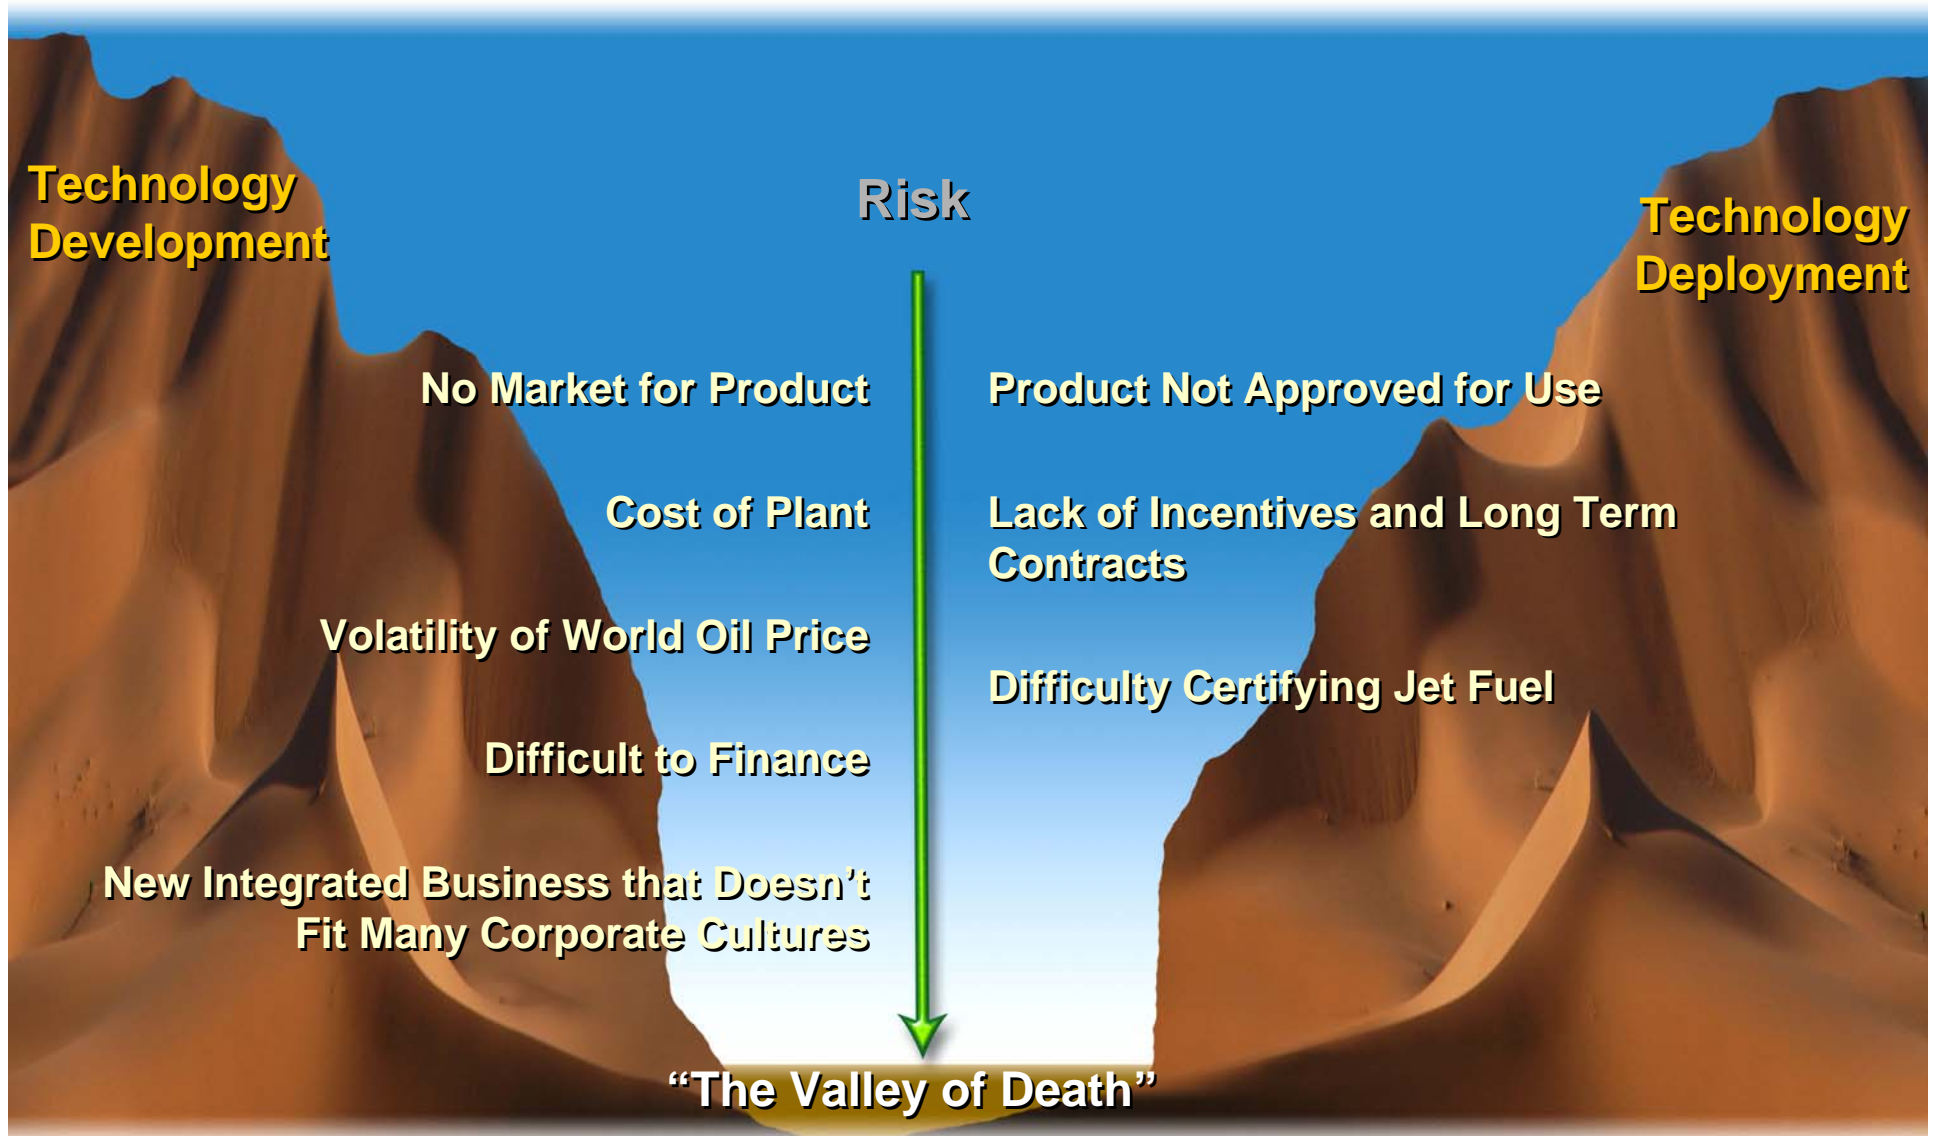 Technology
Development
Risk
Technology
Deployment
No Market for Product
Product Not Approved for Use
Cost of Plant
Lack of Incentives and Long Term
Contracts
Volatility of World Oil Price
Difficulty Certifying Jet Fuel
Difficult to Finance
New Integrated Business that Doesn’t
Fit Many Corporate Cultures
“The Valley of Death”